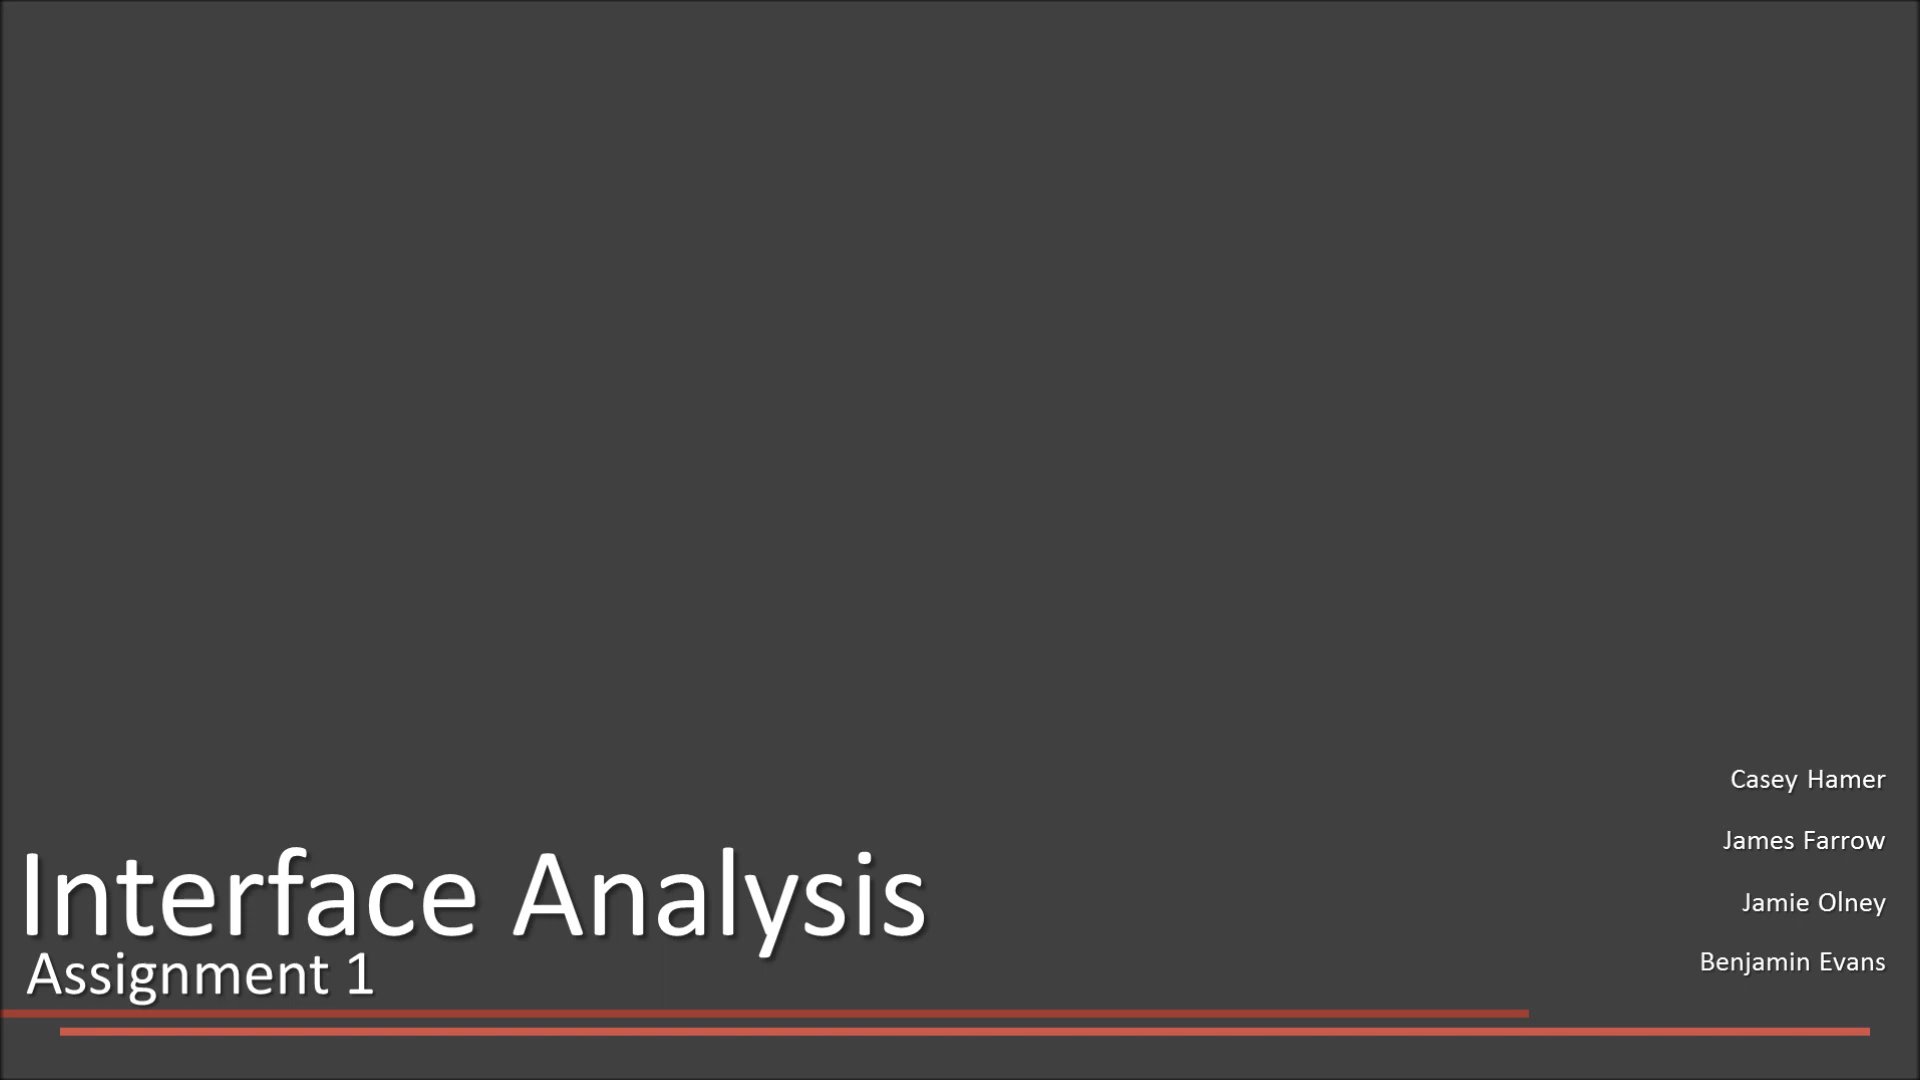 Interface Analysis
Assignment 1
Casey Hamer
James Farrow
Jamie Olney
Benjamin Evans